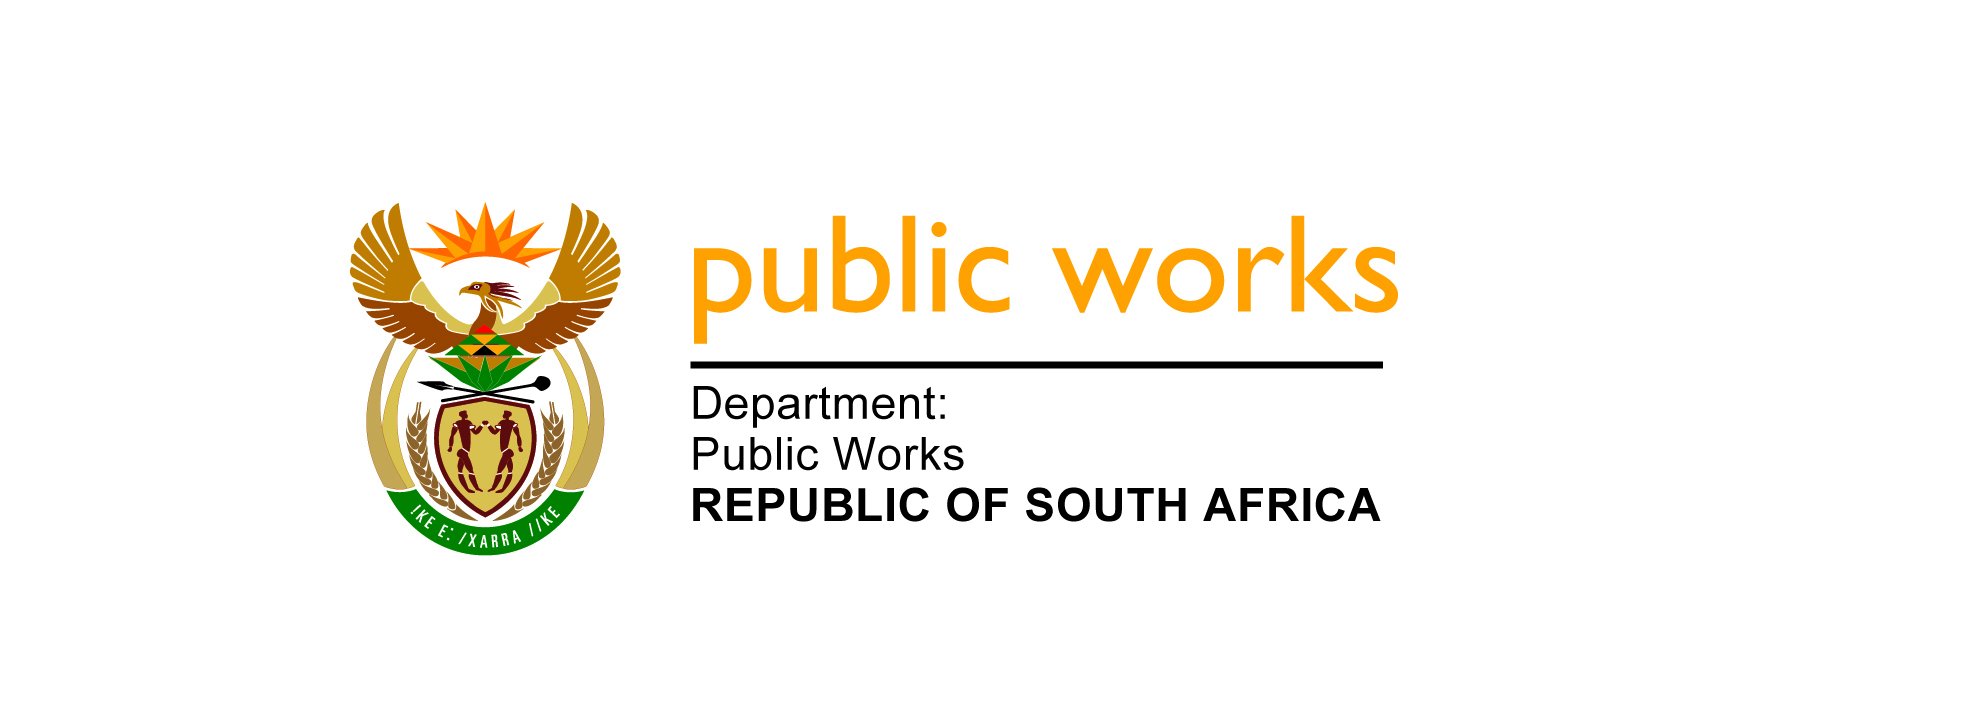 public works
Department:
Public Works
REPUBLIC OF SOUTH AFRICA
!KE E: /XARRA //KE